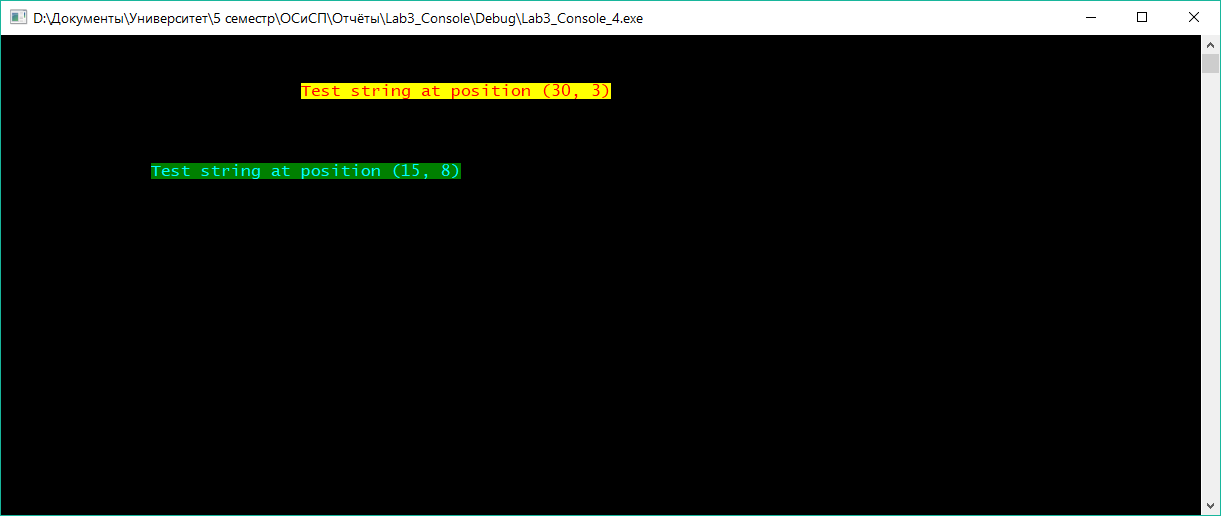 D:\Документы\Университет\5 семестр\ОСиСП\Отчёты\Lab3_Console\Debug\Lab3_Console_4.exe
Test string at position (30, 3)
Test string at position (15, 8)